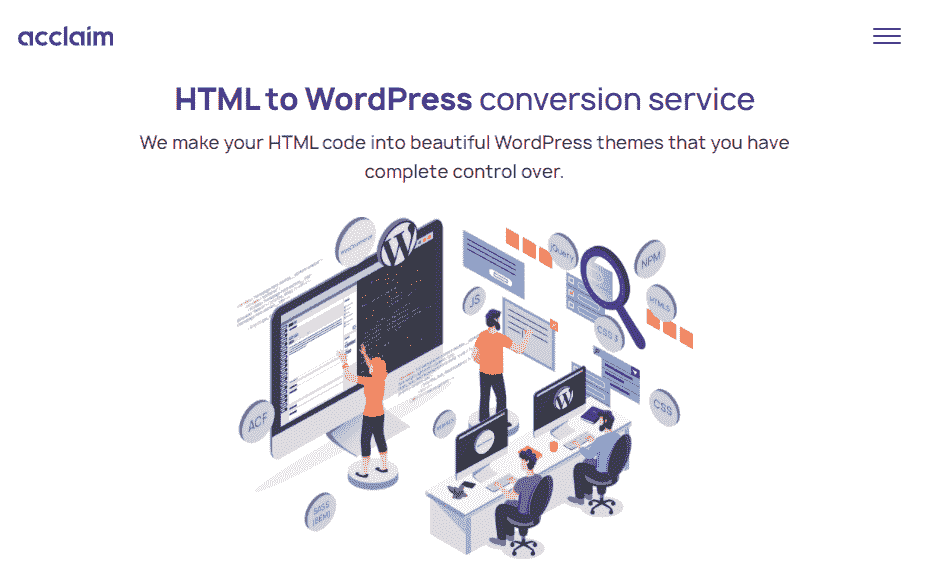 acclaim
HTML to WordPress conversion service
We make your HTML code into beautiful WordPress themes that you have
complete control over.
jQuery
NPM
JS
HTML5
CSS3
ACF
CSS
SASS
(BEM)